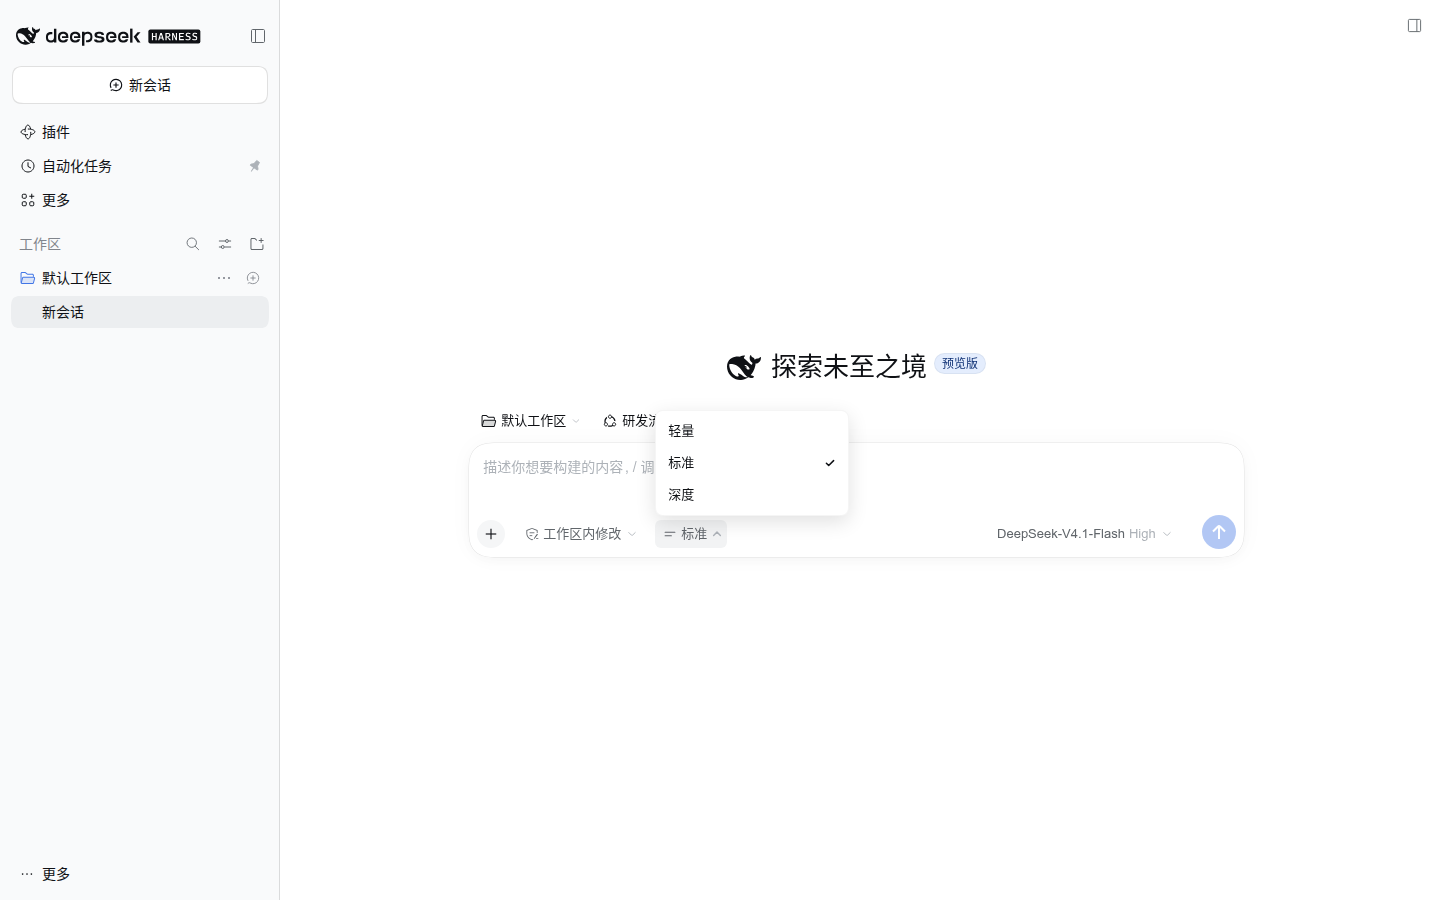 deepseek HARNESS
新会话
插件
自动化任务
更多
工作区
默认工作区
新会话
更多
探索未至之境 预览版
默认工作区 研发
轻量
标准
深度
描述你想要构建的内容, / 调
工作区内修改 标准 DeepSeek-V4.1-Flash High